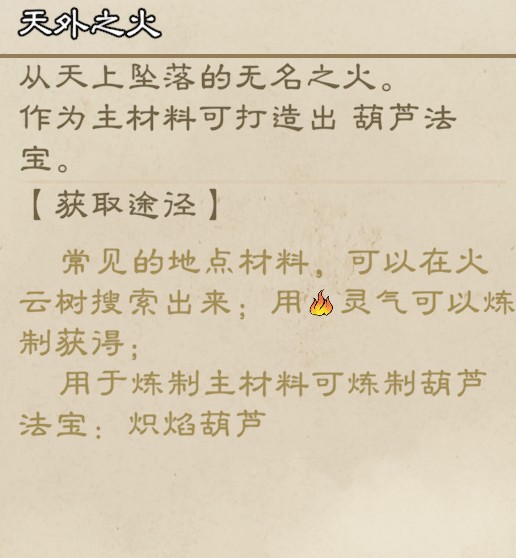 天外之火
从天上坠落的无名之火。
作为主材料可打造出 葫芦法
宝。
【获取途径】
常见的地点材料，可以在火
云树搜索出来；用灵气可以炼
制获得；
用于炼制主材料可炼制葫芦
法宝：炽焰葫芦